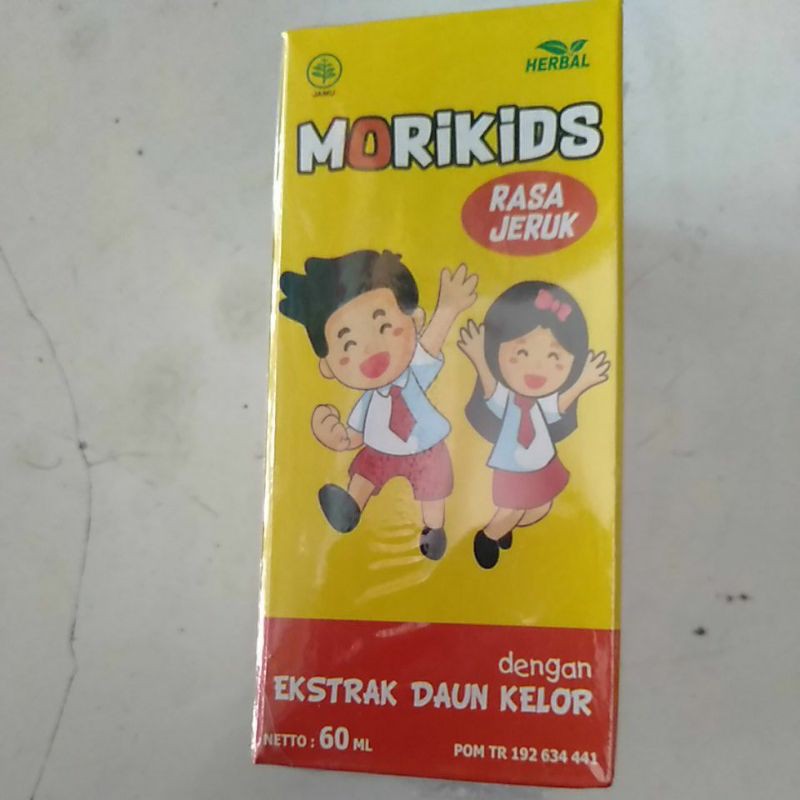 JAMU
HERBAL
MORiKiDS
RASA
JERUK
dengan
EKSTRAK DAUN KELOR
NETTO : 60 ML
POM TR 192 634 441